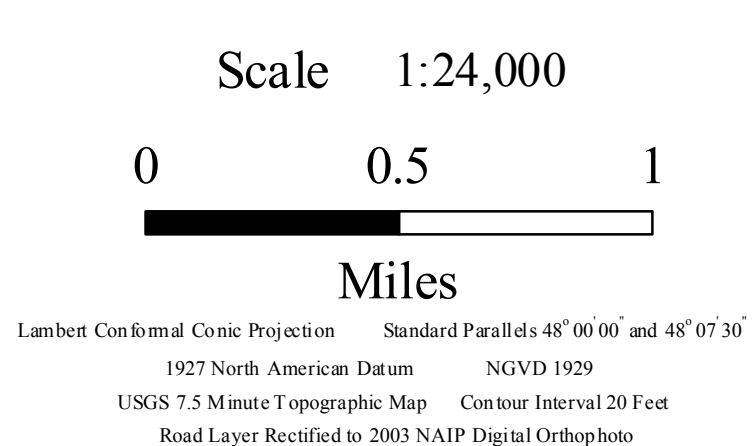 Scale 1:24,000
0 0.5 1
Miles
Lambert Conformal Conic Projection Standard Parallels 48° 00' 00" and 48° 07' 30"
1927 North American Datum NGVD 1929
USGS 7.5 Minute Topographic Map Contour Interval 20 Feet
Road Layer Rectified to 2003 NAIP Digital Orthophoto